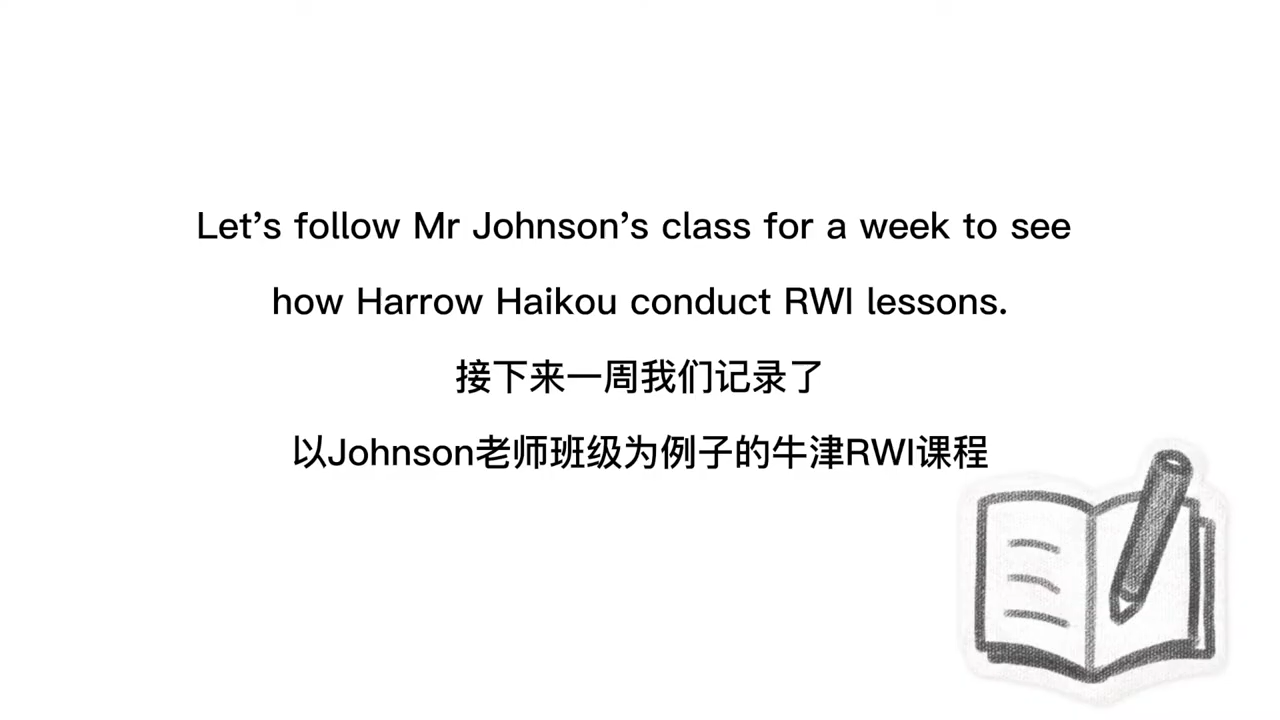 Let’s follow Mr Johnson’s class for a week to see
how Harrow Haikou conduct RWI lessons.
接下来一周我们记录了
以Johnson老师班级为例子的牛津RWI课程